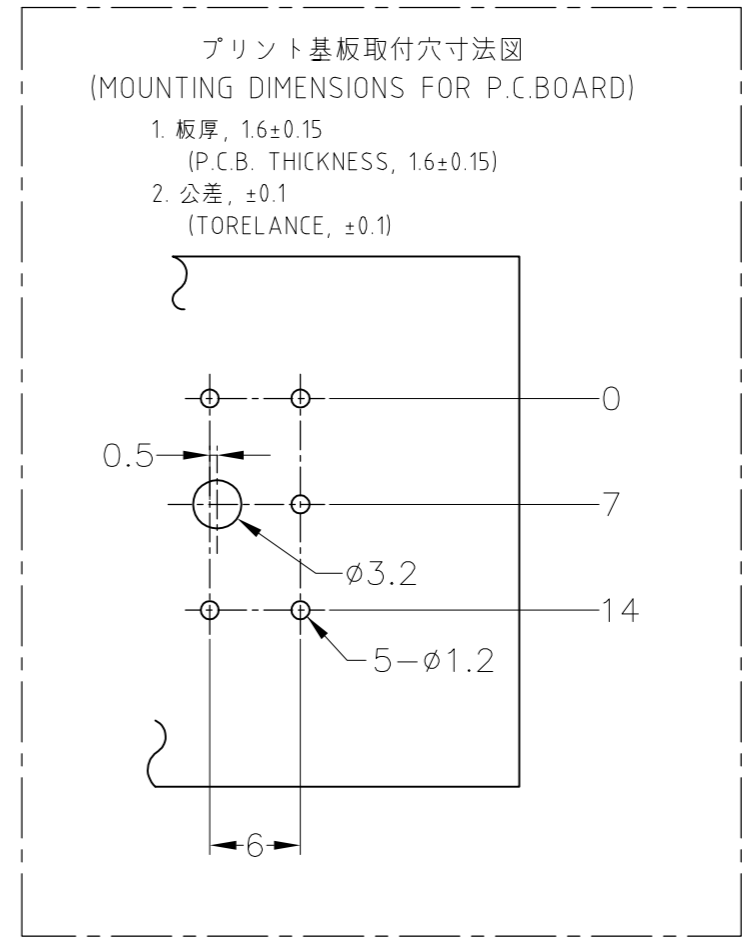 プリント基板取付穴寸法図
(MOUNTING DIMENSIONS FOR P.C.BOARD)
1. 板厚, 1.6±0.15
(P.C.B. THICKNESS, 1.6±0.15)
2. 公差, ±0.1
(TORELANCE, ±0.1)
0
0.5
7
ø3.2
14
5-ø1.2
6